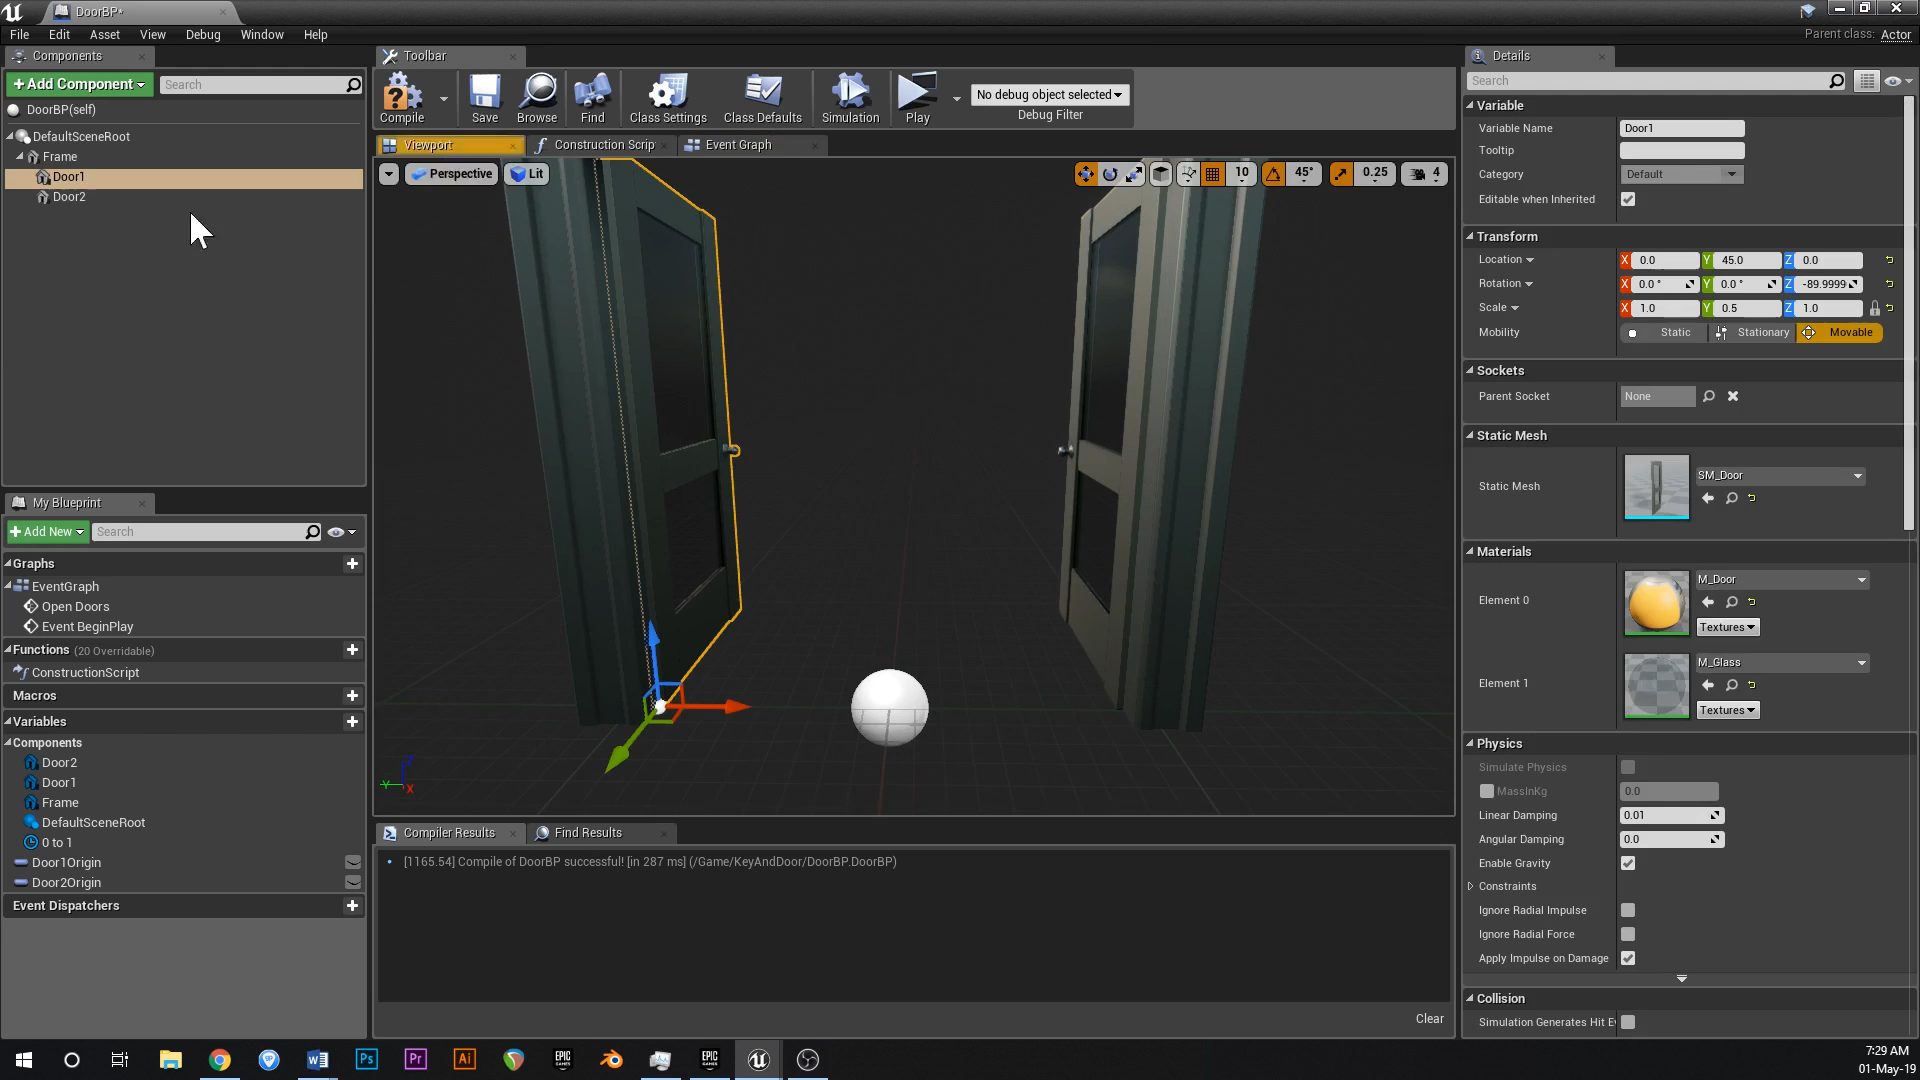 DoorBP*
File Edit Asset View Debug Window Help
Parent class: Actor
Components
+ Add Component
Search
DoorBP(self)
DefaultSceneRoot
Frame
Door1
Door2
My Blueprint
+ Add New
Search
Graphs
EventGraph
Open Doors
Event BeginPlay
Functions (20 Overridable)
ConstructionScript
Macros
Variables
Components
Door2
Door1
Frame
DefaultSceneRoot
0 to 1
Door1Origin
Door2Origin
Event Dispatchers
Toolbar
Compile Save Browse Find Class Settings Class Defaults Simulation Play
No debug object selected
Debug Filter
Viewport Construction Scrip Event Graph
Perspective Lit 10 45° 0.25 4
Z
Y
X
Compiler Results Find Results
[1165.54] Compile of DoorBP successful! [in 287 ms] (/Game/KeyAndDoor/DoorBP.DoorBP)
Clear
Details
Search
Variable
Variable Name Door1
Tooltip
Category Default
Editable when Inherited
Transform
Location X 0.0 Y 45.0 Z 0.0
Rotation X 0.0 ° Y 0.0 ° Z -89.9999
Scale X 1.0 Y 0.5 Z 1.0
Mobility Static Stationary Movable
Sockets
Parent Socket None
Static Mesh
Static Mesh SM_Door
Materials
Element 0 M_Door
Textures
Element 1 M_Glass
Textures
Physics
Simulate Physics
MassInKg 0.0
Linear Damping 0.01
Angular Damping 0.0
Enable Gravity
Constraints
Ignore Radial Impulse
Ignore Radial Force
Apply Impulse on Damage
Collision
Simulation Generates Hit E
Ps Pr Ai EPIC GAMES EPIC GAMES
7:29 AM
01-May-19